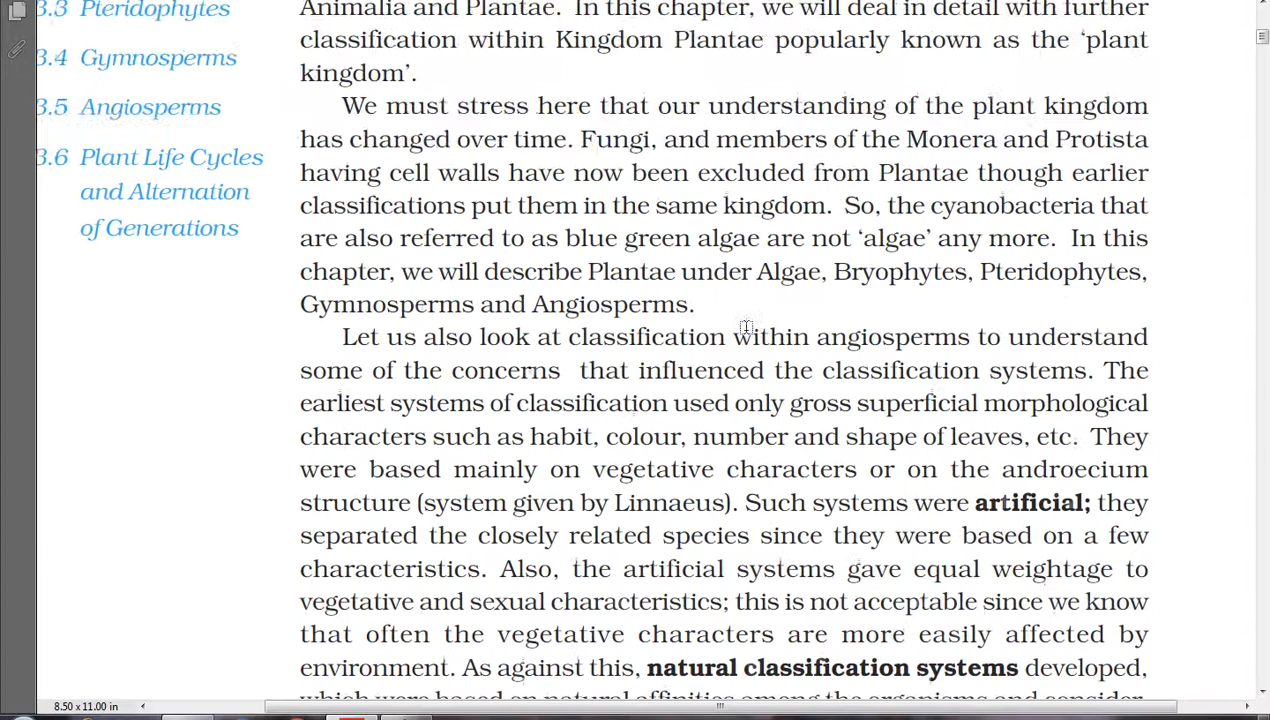 3.3 Pteridophytes
3.4 Gymnosperms
3.5 Angiosperms
3.6 Plant Life Cycles
and Alternation
of Generations
Animalia and Plantae. In this chapter, we will deal in detail with further
classification within Kingdom Plantae popularly known as the ‘plant
kingdom’.
We must stress here that our understanding of the plant kingdom
has changed over time. Fungi, and members of the Monera and Protista
having cell walls have now been excluded from Plantae though earlier
classifications put them in the same kingdom. So, the cyanobacteria that
are also referred to as blue green algae are not ‘algae’ any more. In this
chapter, we will describe Plantae under Algae, Bryophytes, Pteridophytes,
Gymnosperms and Angiosperms.
Let us also look at classification within angiosperms to understand
some of the concerns that influenced the classification systems. The
earliest systems of classification used only gross superficial morphological
characters such as habit, colour, number and shape of leaves, etc. They
were based mainly on vegetative characters or on the androecium
structure (system given by Linnaeus). Such systems were artificial; they
separated the closely related species since they were based on a few
characteristics. Also, the artificial systems gave equal weightage to
vegetative and sexual characteristics; this is not acceptable since we know
that often the vegetative characters are more easily affected by
environment. As against this, natural classification systems developed,
which were based on natural affinities among the organisms and consider,
8.50 x 11.00 in